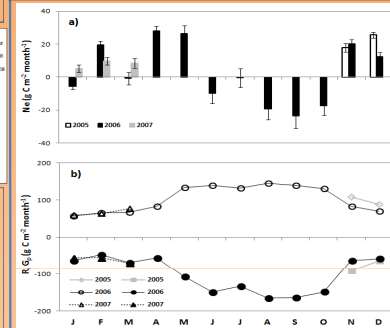 a)
40
20
0
-20
-40
Ne (g C m⁻² month⁻¹)
2005 2006 2007
b)
200
100
0
-100
-200
R Gp (g C m⁻² month⁻¹)
2005 2005
2006 2006
2007 2007
J F M A M J J A S O N D